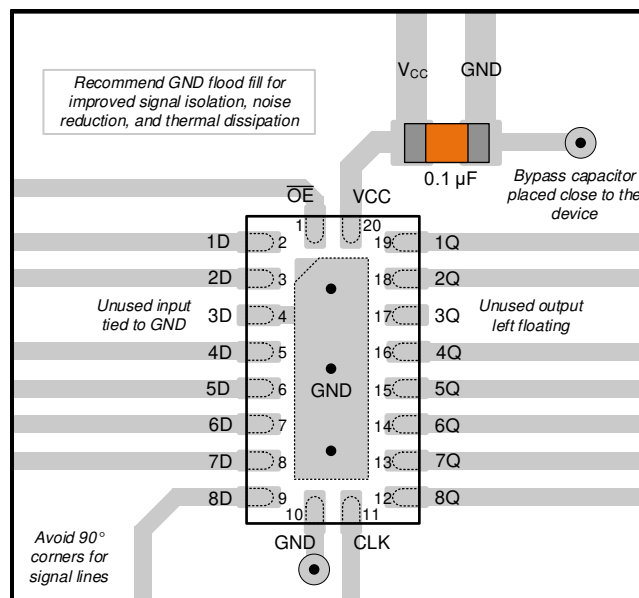 V_CC GND
Recommend GND flood fill for
improved signal isolation, noise
reduction, and thermal dissipation
0.1 µF
Bypass capacitor
placed close to the
device
O̅E̅ VCC
1 20
1D 2 19 1Q
2D 3 18 2Q
Unused input
tied to GND
3D 4 17 3Q
Unused output
left floating
4D 5 16 4Q
5D 6 GND 15 5Q
6D 7 14 6Q
7D 8 13 7Q
8D 9 12 8Q
10 11
GND CLK
Avoid 90°
corners for
signal lines